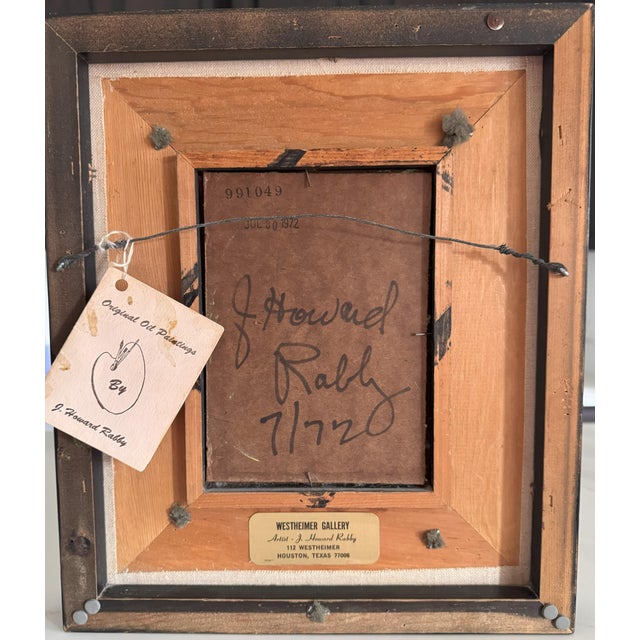 991049
JUL 80 1972
J. Howard
Rabby
7/72
Original Oil Paintings
By
J. Howard Rabby
WESTHEIMER GALLERY
Artist - J. Howard Rabby
112 WESTHEIMER
HOUSTON, TEXAS 77006